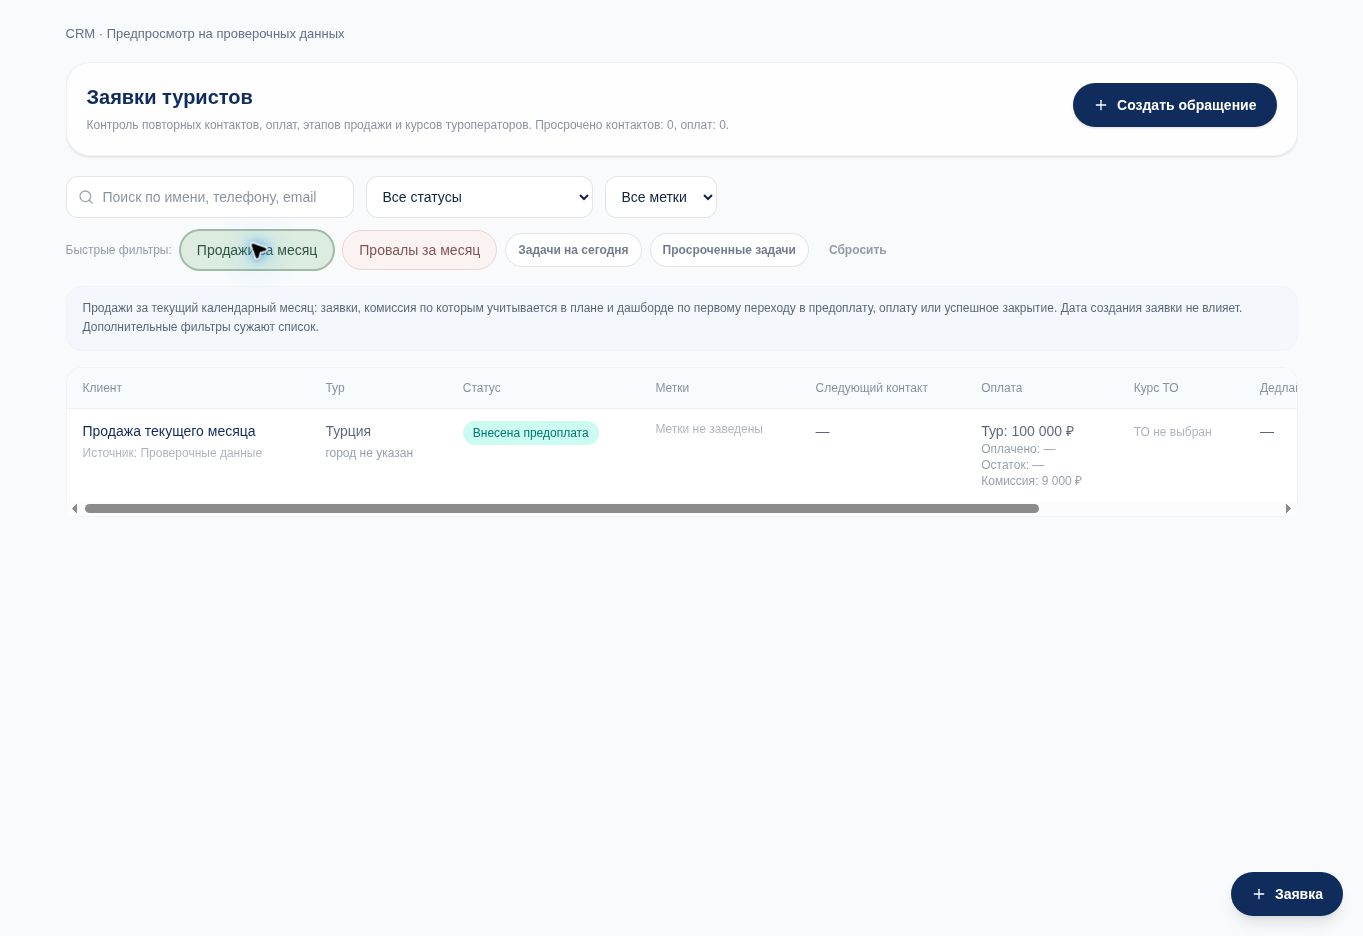 CRM · Предпросмотр на проверочных данных
Заявки туристов
Контроль повторных контактов, оплат, этапов продажи и курсов туроператоров. Просрочено контактов: 0, оплат: 0.
+ Создать обращение
Поиск по имени, телефону, email
Все статусы
Все метки
Быстрые фильтры:
Продажи за месяц
Провалы за месяц
Задачи на сегодня
Просроченные задачи
Сбросить
Продажи за текущий календарный месяц: заявки, комиссия по которым учитывается в плане и дашборде по первому переходу в предоплату, оплату или успешное закрытие. Дата создания заявки не влияет.
Дополнительные фильтры сужают список.
Клиент Тур Статус Метки Следующий контакт Оплата Курс ТО
Продажа текущего месяца Турция Внесена предоплата Метки не заведены — Тур: 100 000 ₽ ТО не выбран —
Источник: Проверочные данные город не указан Оплачено: —
Остаток: —
Комиссия: 9 000 ₽
+ Заявка